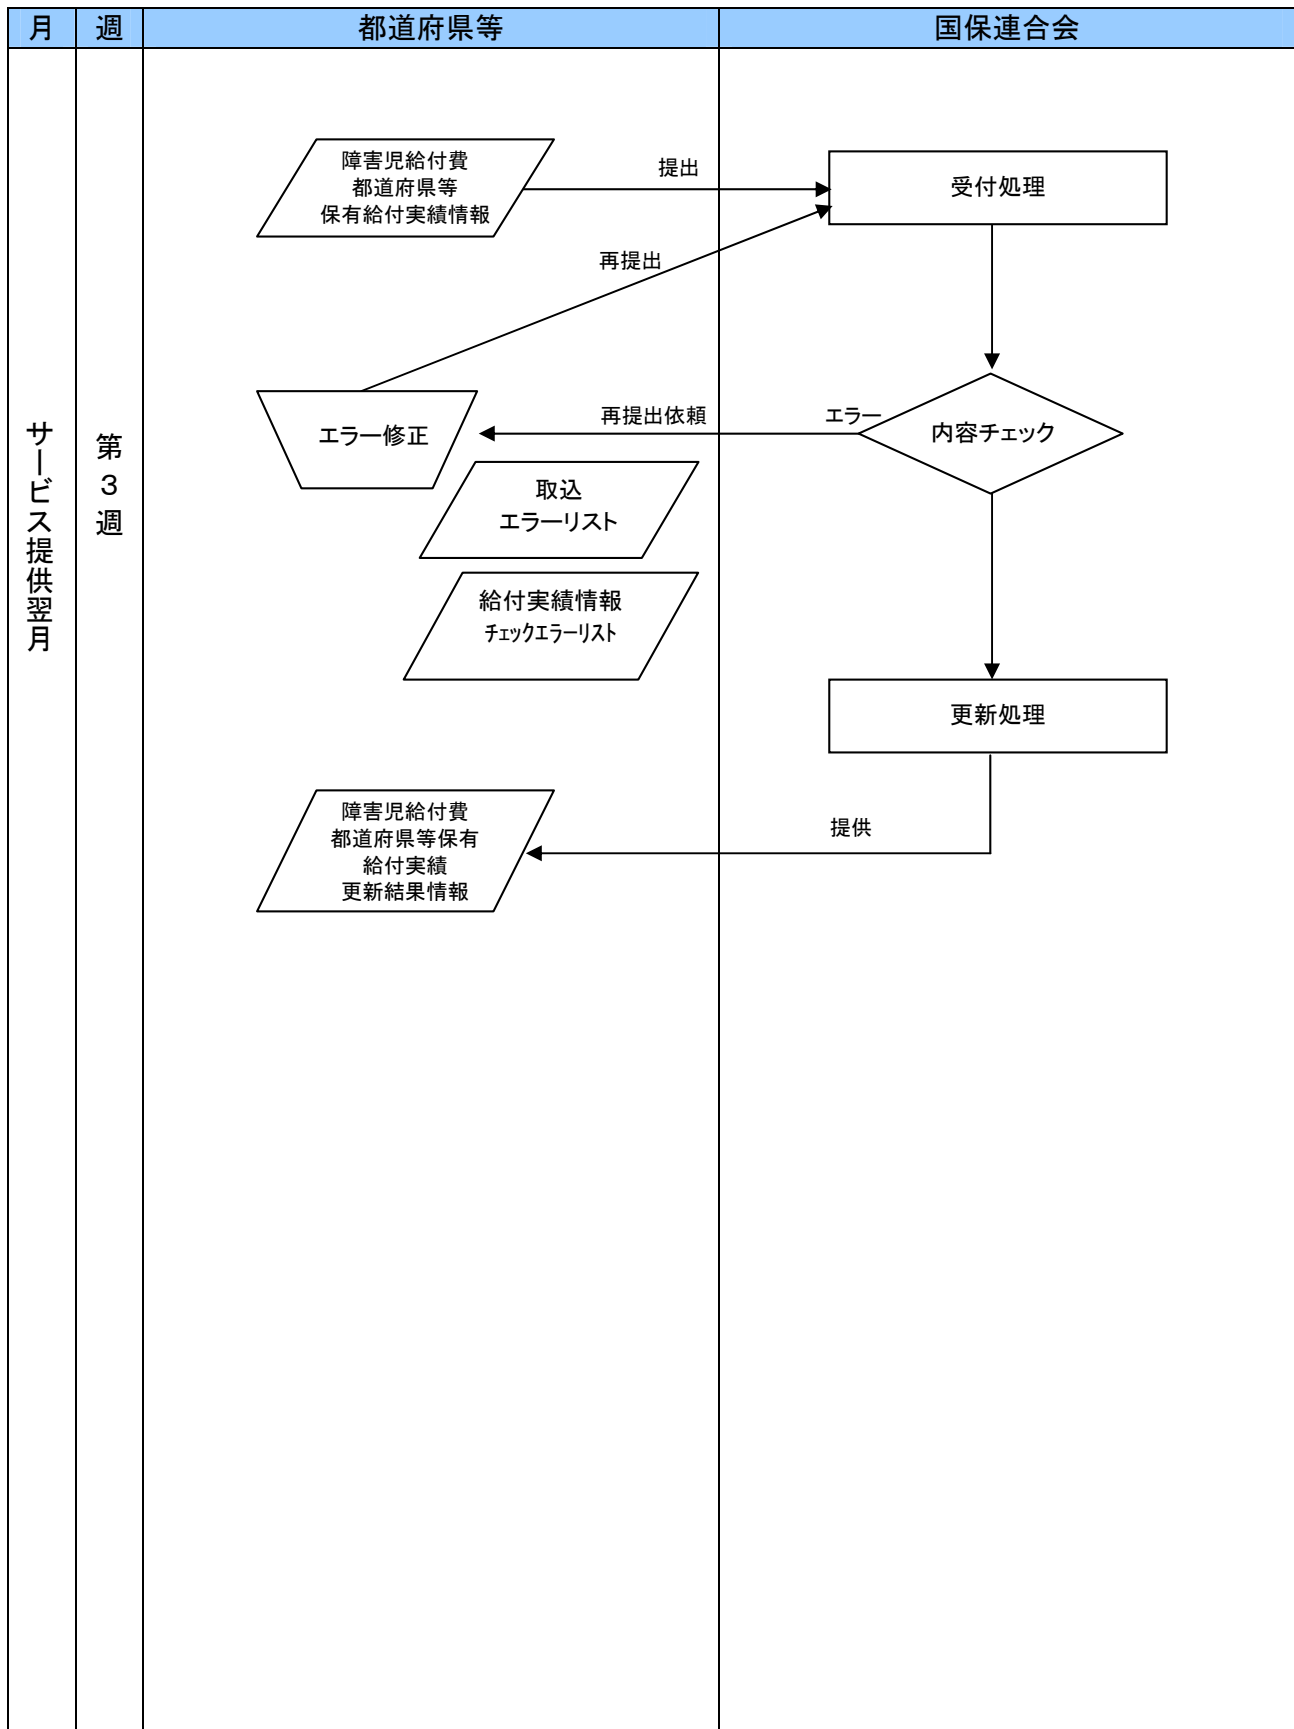 月
週
都道府県等
国保連合会
サービス提供翌月
第3週
障害児給付費
都道府県等
保有給付実績情報
提出
受付処理
再提出
エラー修正
再提出依頼
エラー
内容チェック
取込
エラーリスト
給付実績情報
ﾁｪｯｸｴﾗｰﾘｽﾄ
更新処理
障害児給付費
都道府県等保有
給付実績
更新結果情報
提供